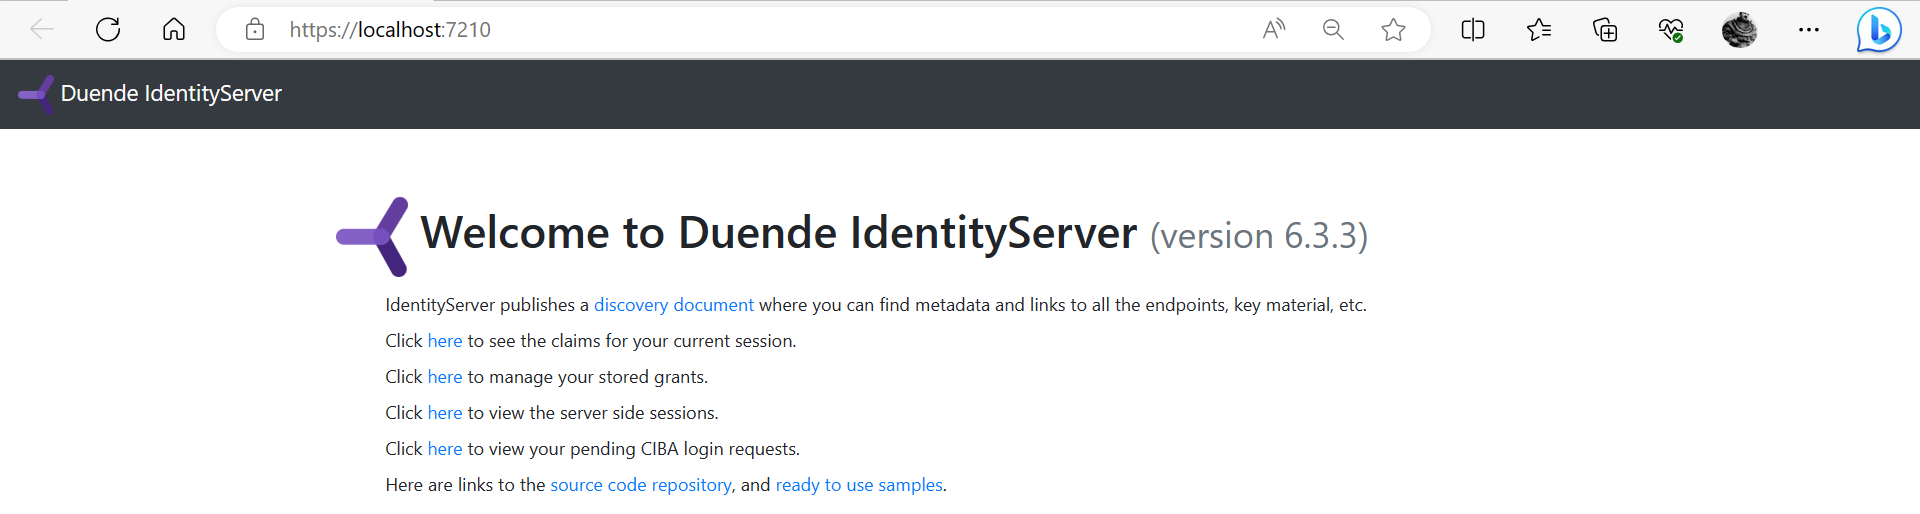 https://localhost:7210
Duende IdentityServer
Welcome to Duende IdentityServer (version 6.3.3)
IdentityServer publishes a discovery document where you can find metadata and links to all the endpoints, key material, etc.
Click here to see the claims for your current session.
Click here to manage your stored grants.
Click here to view the server side sessions.
Click here to view your pending CIBA login requests.
Here are links to the source code repository, and ready to use samples.